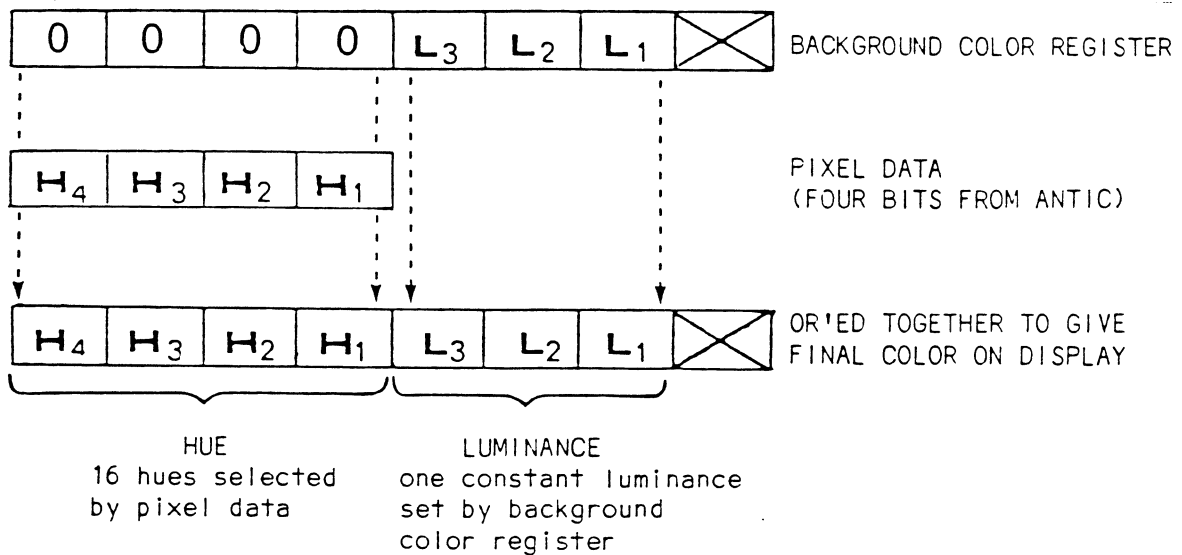 0 0 0 0 L3 L2 L1 BACKGROUND COLOR REGISTER
H4 H3 H2 H1
PIXEL DATA
(FOUR BITS FROM ANTIC)
H4 H3 H2 H1 L3 L2 L1
OR'ED TOGETHER TO GIVE
FINAL COLOR ON DISPLAY
HUE
16 hues selected
by pixel data
LUMINANCE
one constant luminance
set by background
color register